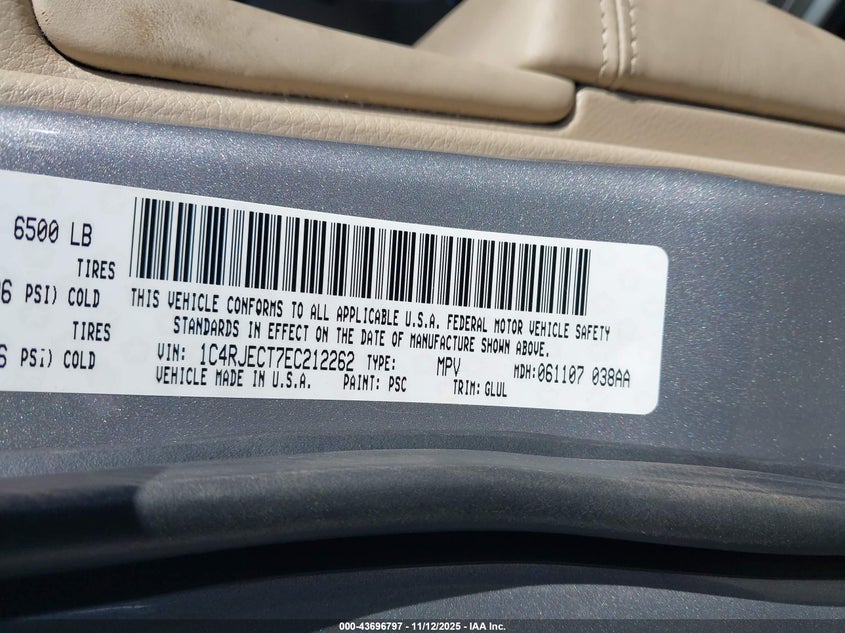 6500 LB
TIRES
6 PSI) COLD
TIRES
6 PSI) COLD
THIS VEHICLE CONFORMS TO ALL APPLICABLE U.S.A. FEDERAL MOTOR VEHICLE SAFETY
STANDARDS IN EFFECT ON THE DATE OF MANUFACTURE SHOWN ABOVE.
VIN: 1C4RJECT7EC212262 TYPE: MPV MDH:061107 038AA
VEHICLE MADE IN U.S.A. PAINT: PSC TRIM:GLUL
000-43696797 - 11/12/2025 - IAA Inc.